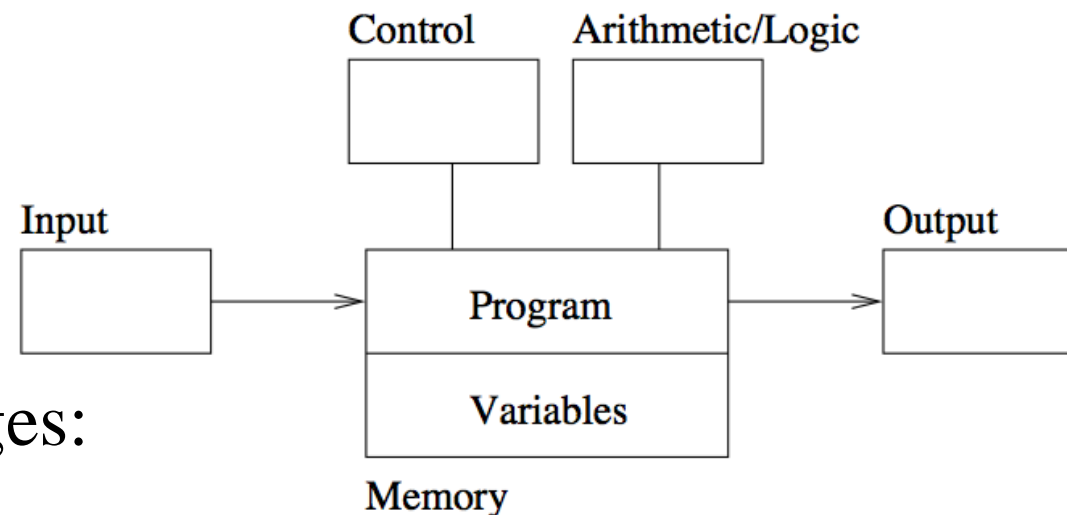 Control
Arithmetic/Logic
Input
Output
Program
Variables
ges:
Memory